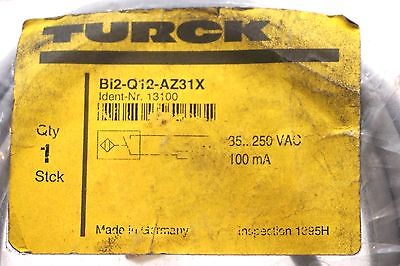 TURCK
Bi2-Q12-AZ31X
Ident-Nr. 13100
Qty
1
Stck
35..250 VAC
100 mA
Made in Germany
Inspection 1395H